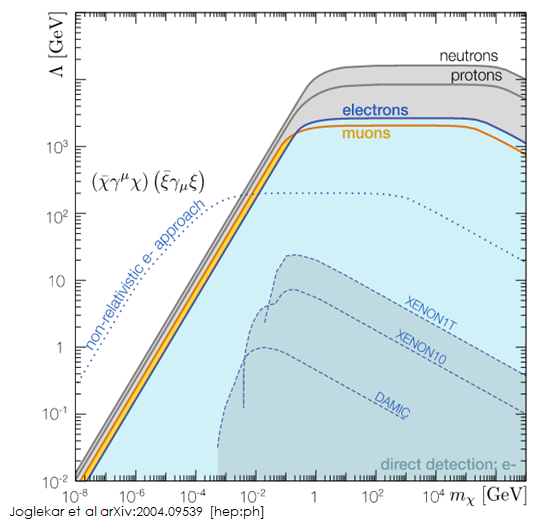 Λ [GeV]
neutrons
protons
electrons
muons
10³
(χ̄γ^μχ) (ξ̄γ_μξ)
10²
non-relativistic e- approach
10
XENON1T
1
XENON10
DAMIC
10⁻¹
direct detection; e-
10⁻²
10⁻⁸ 10⁻⁶ 10⁻⁴ 10⁻² 1 10² 10⁴ m_χ [GeV]
Joglekar et al arXiv:2004.09539 [hep:ph]